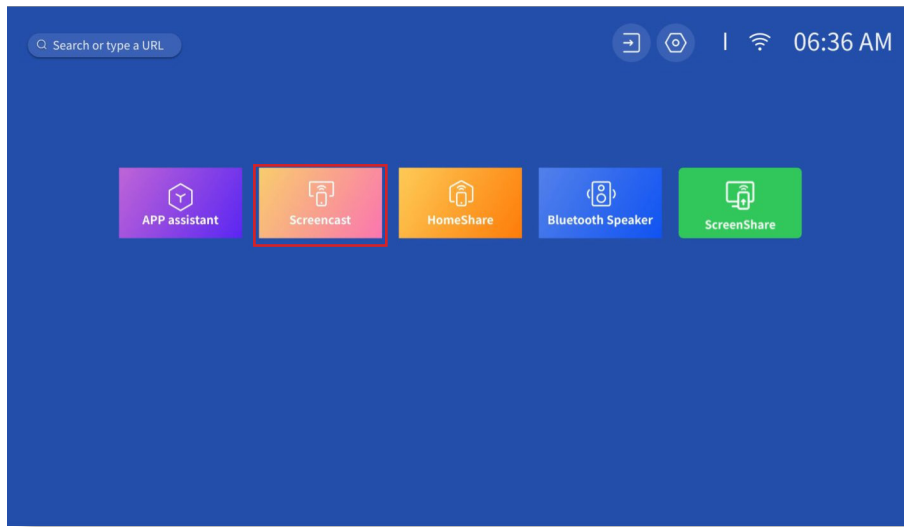 Search or type a URL
06:36 AM
APP assistant
Screencast
HomeShare
Bluetooth Speaker
ScreenShare